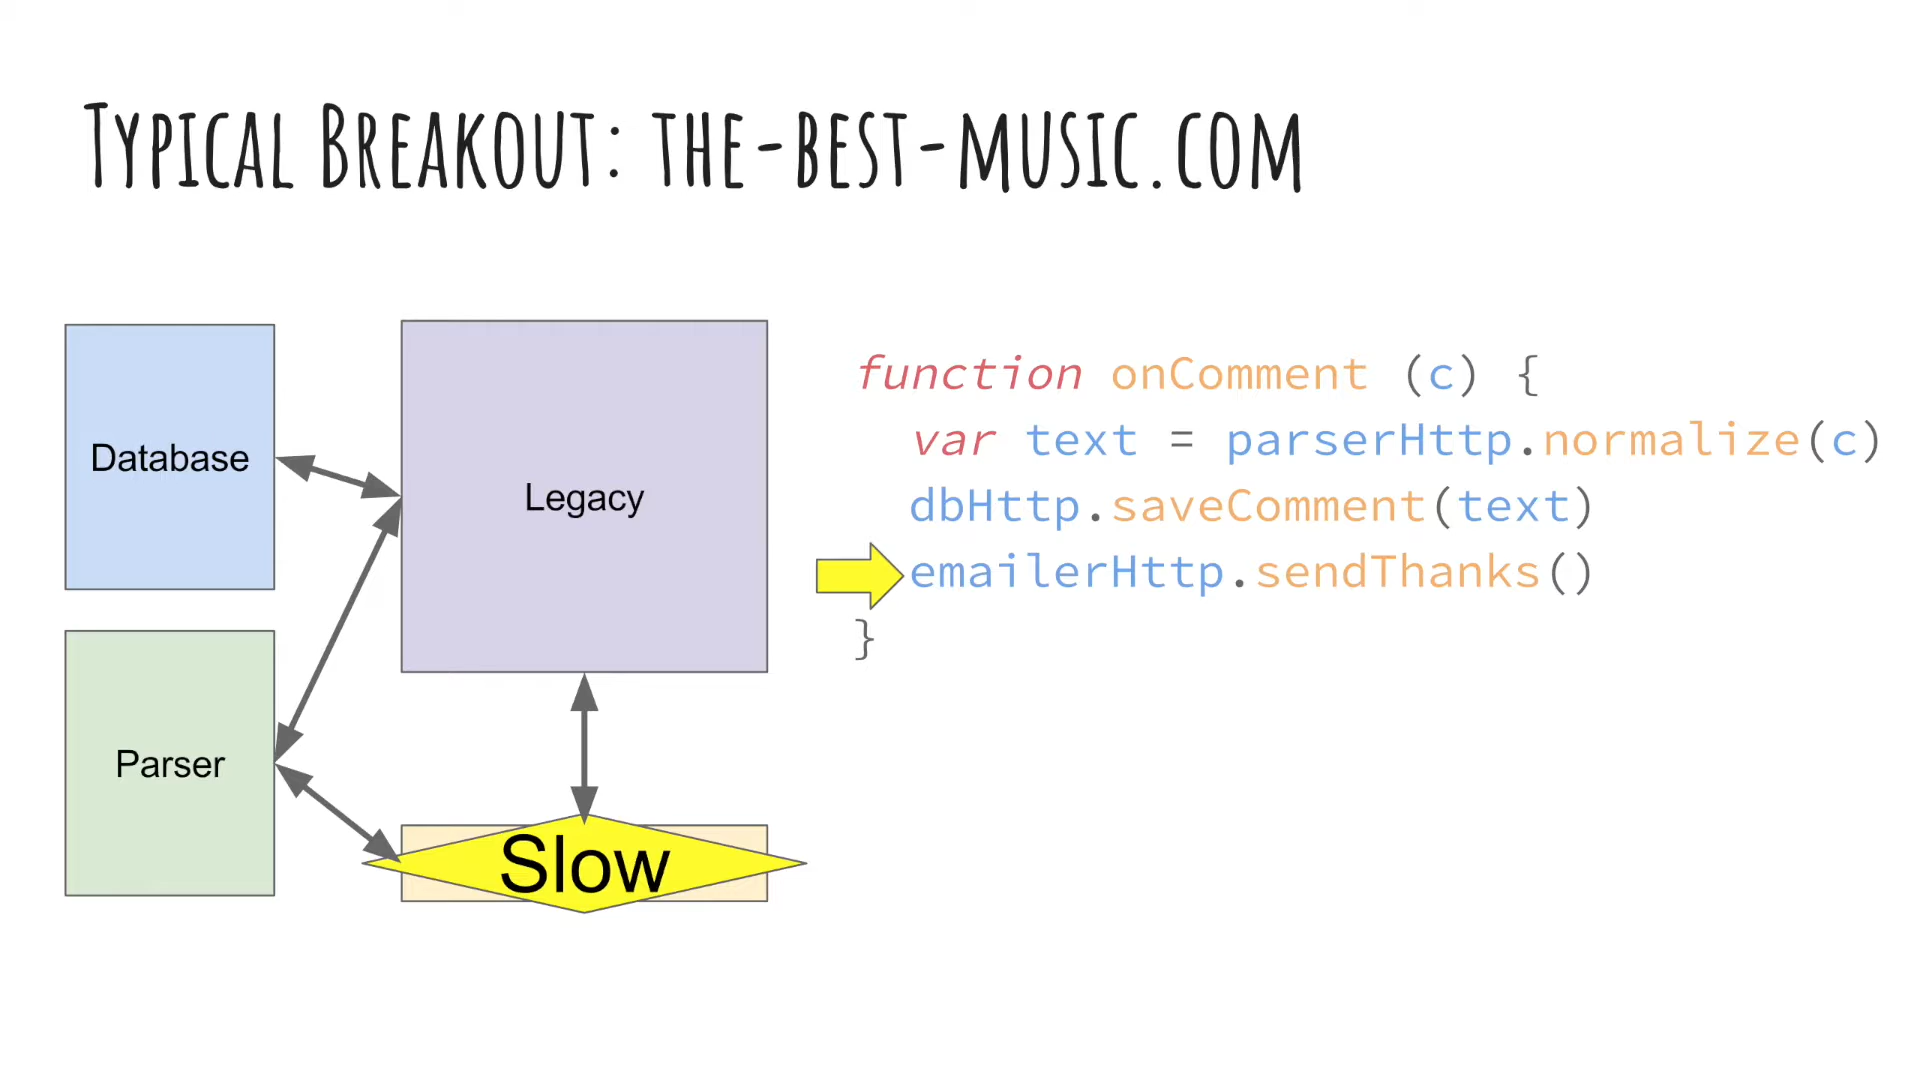 Typical Breakout: the-best-music.com
Database
Legacy
Parser
Slow
function onComment (c) {
var text = parserHttp.normalize(c)
dbHttp.saveComment(text)
emailerHttp.sendThanks()
}